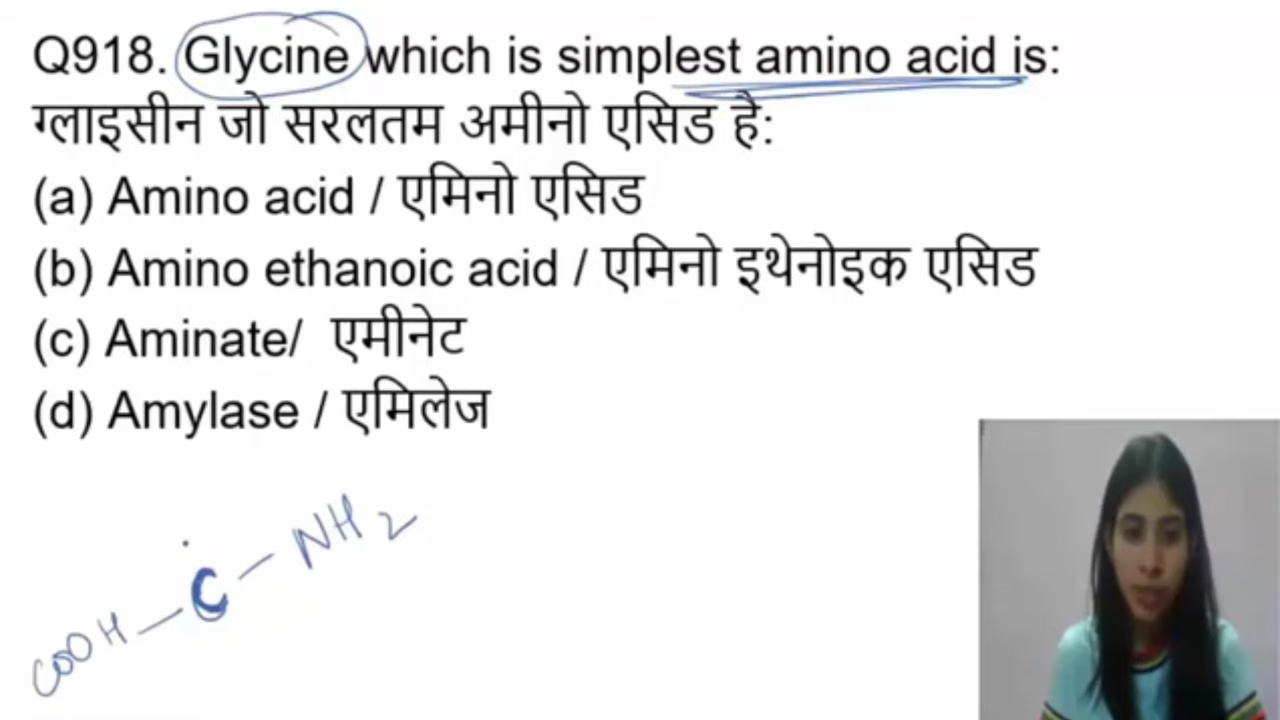 Q918. Glycine which is simplest amino acid is:
ग्लाइसीन जो सरलतम अमीनो एसिड है:
(a) Amino acid / एमिनो एसिड
(b) Amino ethanoic acid / एमिनो इथेनोइक एसिड
(c) Aminate/ एमीनेट
(d) Amylase / एमिलेज
COOH — C — NH2